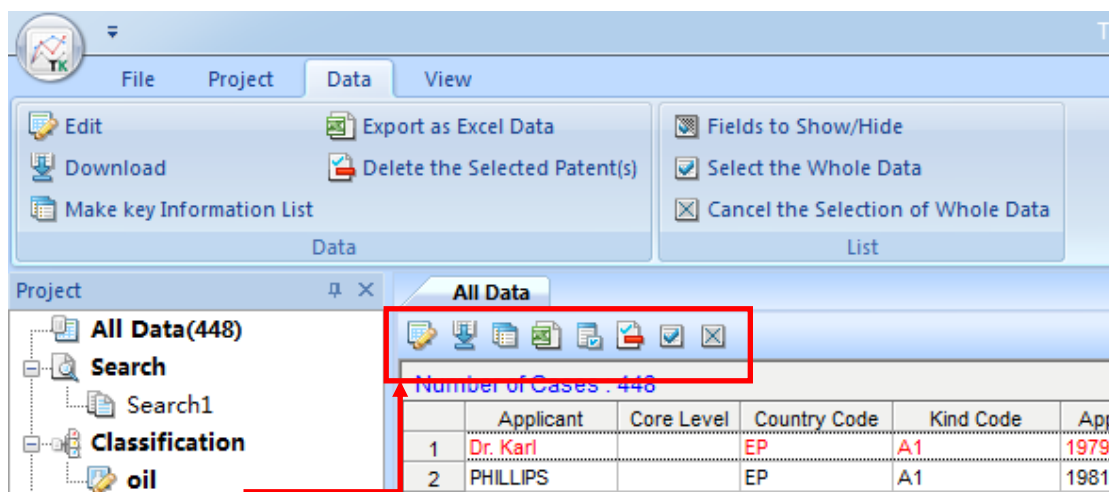 T
TK
File Project Data View
Edit Export as Excel Data Fields to Show/Hide
Download Delete the Selected Patent(s) Select the Whole Data
Make key Information List Cancel the Selection of Whole Data
Data List
Project All Data
All Data(448)
Search
Number of Cases : 448
Search1
Applicant Core Level Country Code Kind Code App
Classification
1 Dr. Karl EP A1 1979
oil
2 PHILLIPS EP A1 1981